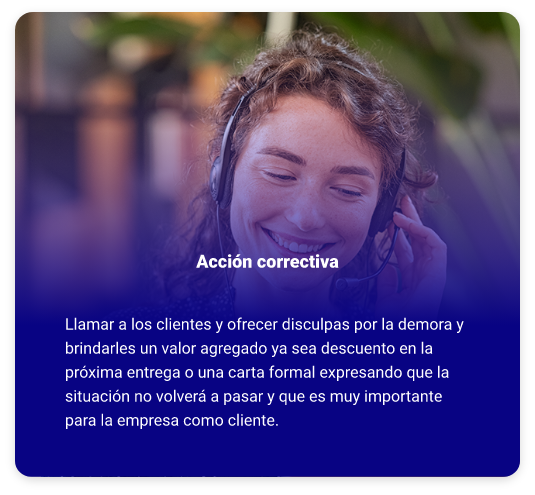 Acción correctiva
Llamar a los clientes y ofrecer disculpas por la demora y
brindarles un valor agregado ya sea descuento en la
próxima entrega o una carta formal expresando que la
situación no volverá a pasar y que es muy importante
para la empresa como cliente.